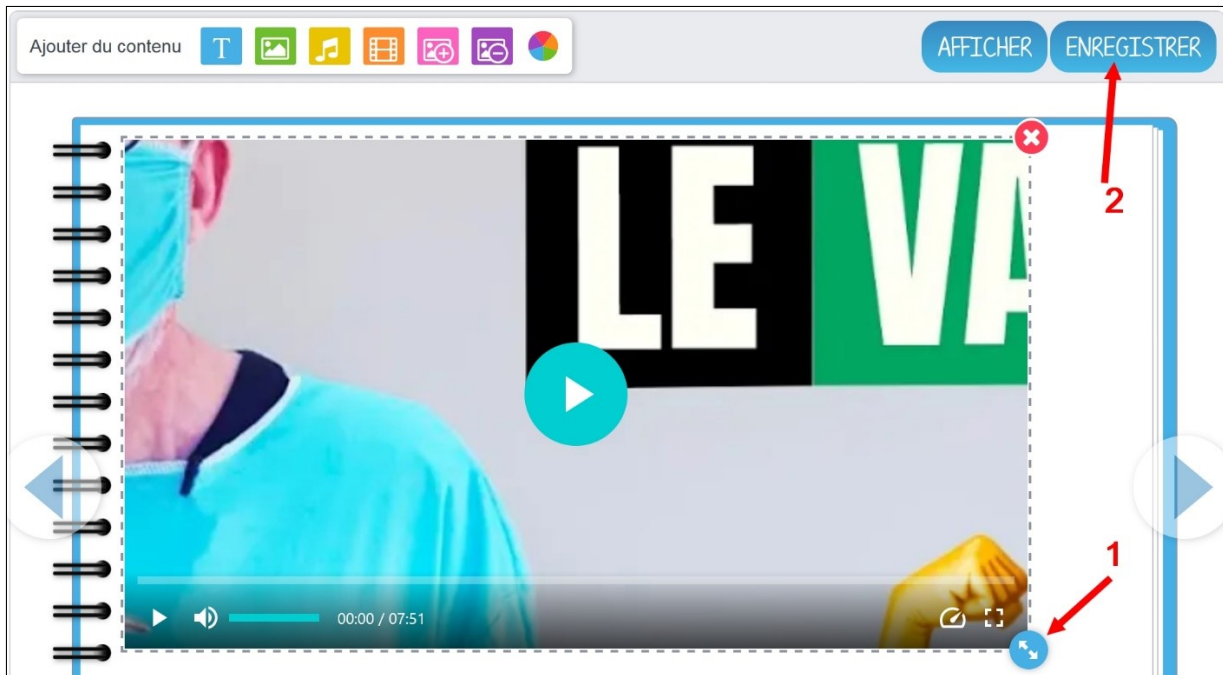 Ajouter du contenu T
AFFICHER ENREGISTRER
2
LE VA
1
00:00 / 07:51